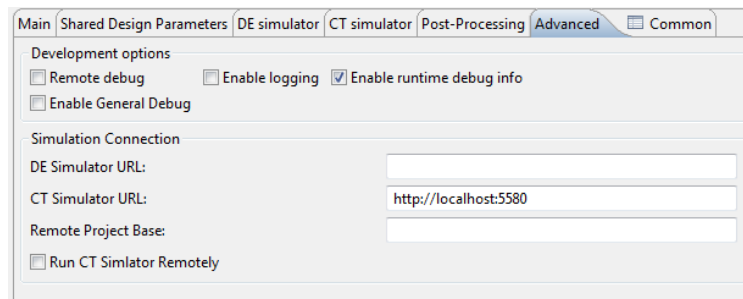 Main Shared Design Parameters DE simulator CT simulator Post-Processing Advanced Common
Development options
Remote debug Enable logging Enable runtime debug info
Enable General Debug
Simulation Connection
DE Simulator URL:
CT Simulator URL: http://localhost:5580
Remote Project Base:
Run CT Simlator Remotely